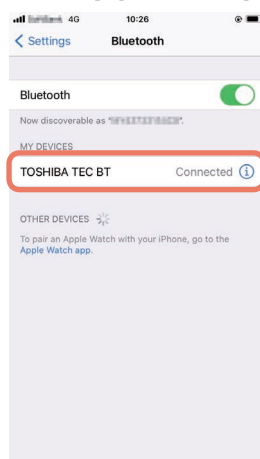 4G 10:26
Settings Bluetooth
Bluetooth
Now discoverable as
MY DEVICES
TOSHIBA TEC BT Connected
OTHER DEVICES
To pair an Apple Watch with your iPhone, go to the
Apple Watch app.